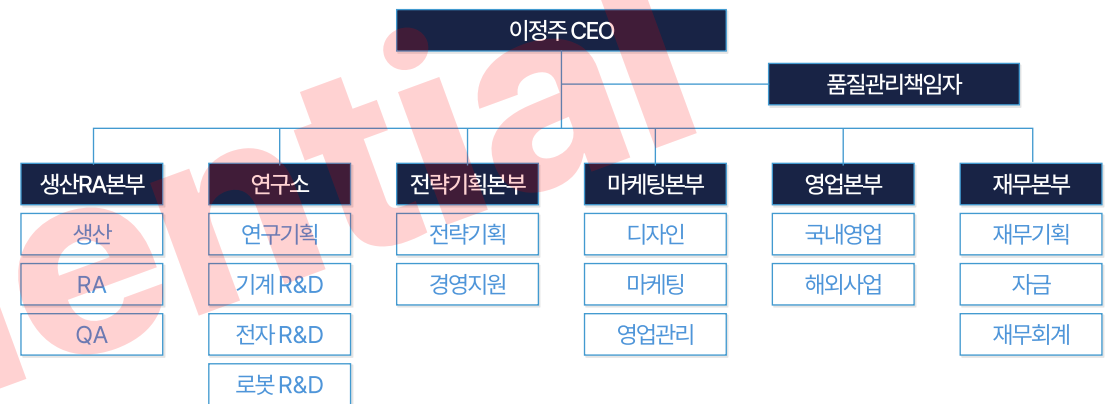 이정주 CEO
품질관리책임자
생산RA본부
연구소
전략기획본부
마케팅본부
영업본부
재무본부
생산
연구기획
전략기획
디자인
국내영업
재무기획
RA
기계 R&D
경영지원
마케팅
해외사업
자금
QA
전자 R&D
영업관리
재무회계
로봇 R&D
ential